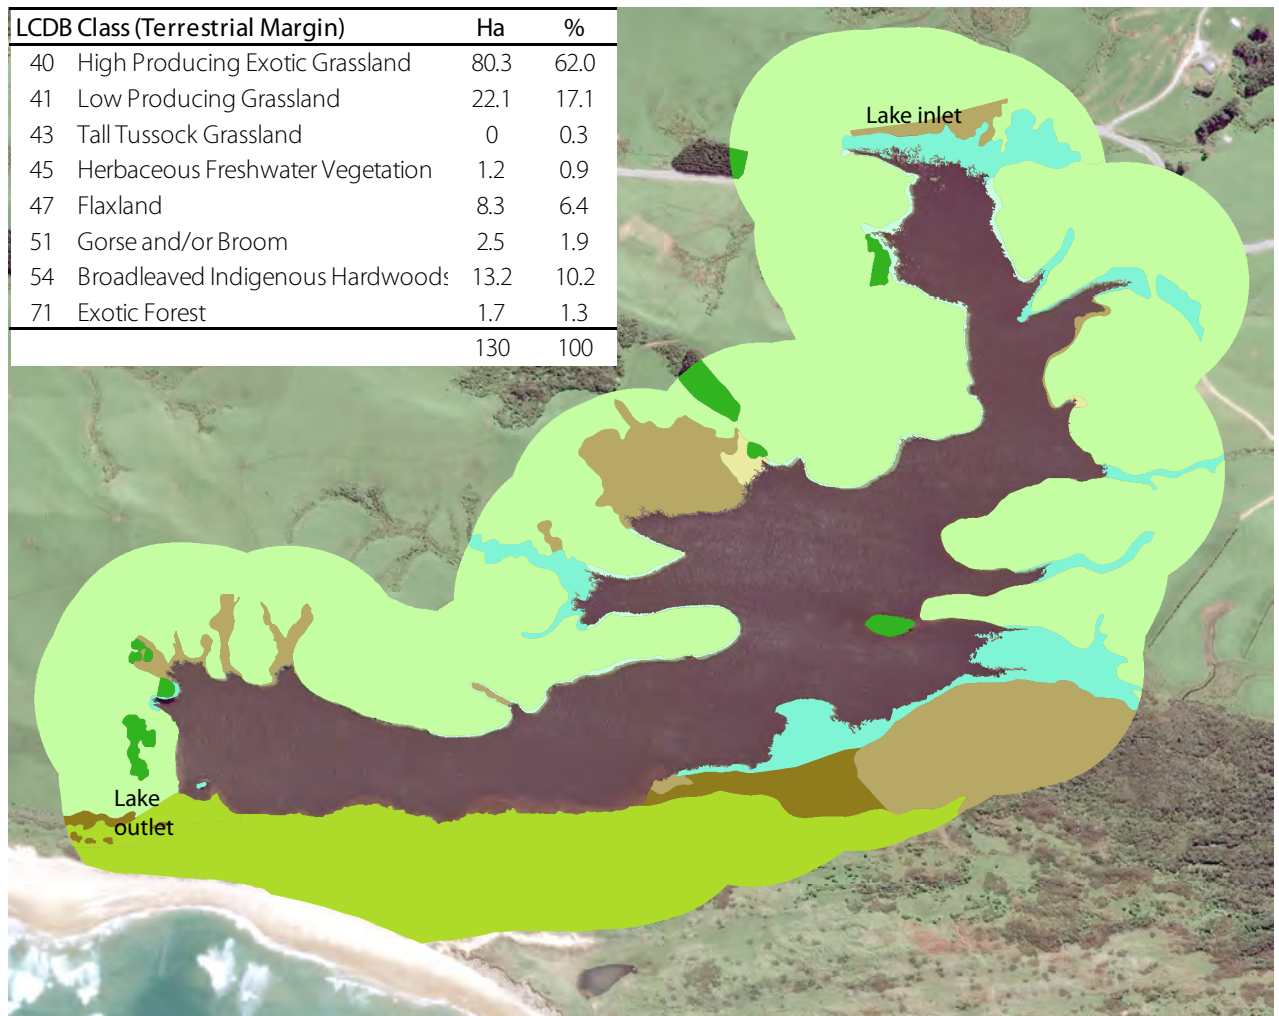 LCDB Class (Terrestrial Margin) Ha %
40 High Producing Exotic Grassland 80.3 62.0
41 Low Producing Grassland 22.1 17.1
43 Tall Tussock Grassland 0 0.3
45 Herbaceous Freshwater Vegetation 1.2 0.9
47 Flaxland 8.3 6.4
51 Gorse and/or Broom 2.5 1.9
54 Broadleaved Indigenous Hardwoods 13.2 10.2
71 Exotic Forest 1.7 1.3
130 100
Lake inlet
Lake
outlet